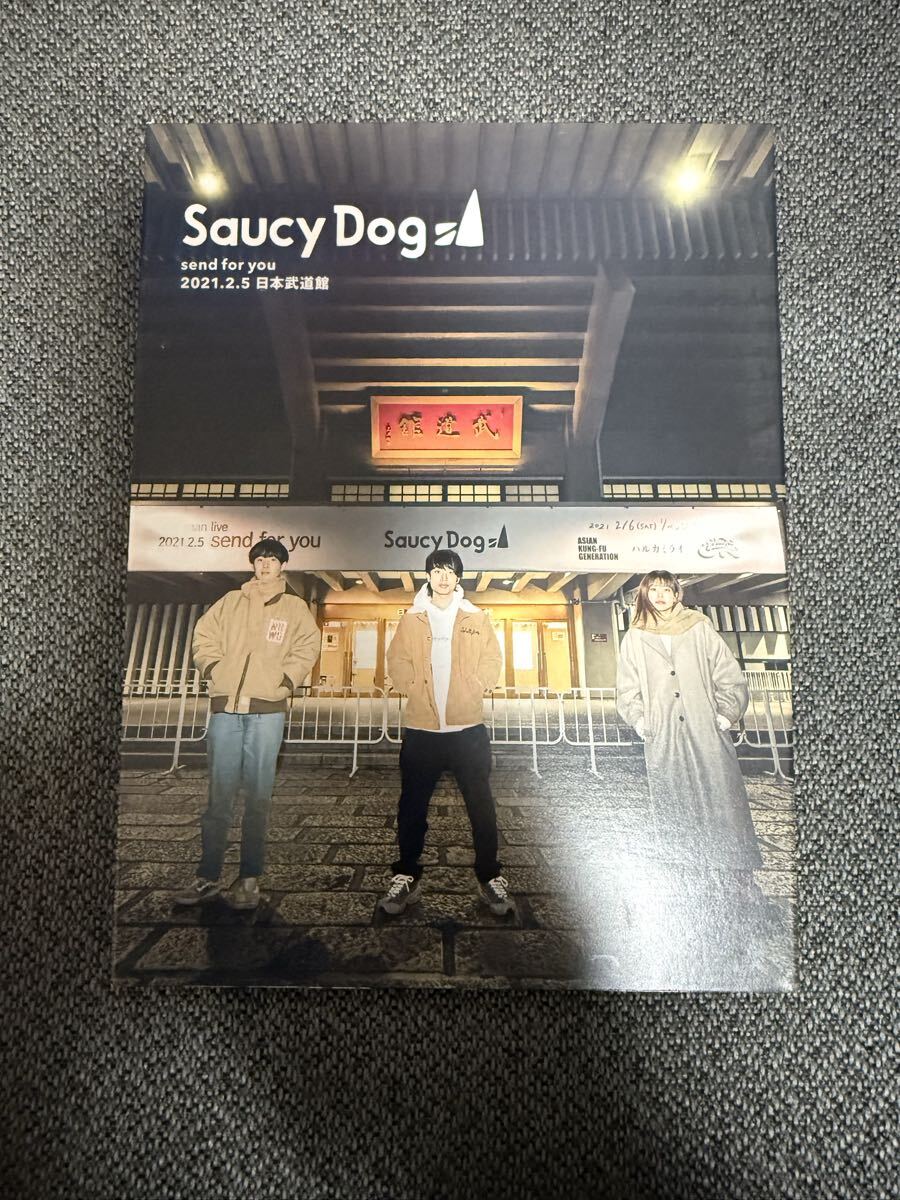 Saucy Dog
send for you
2021.2.5 日本武道館
武道館
live
2021.2.5 send for you
Saucy Dog
2021 2/6 (SAT)
ASIAN
KUNG-FU
GENERATION
ハルカミライ